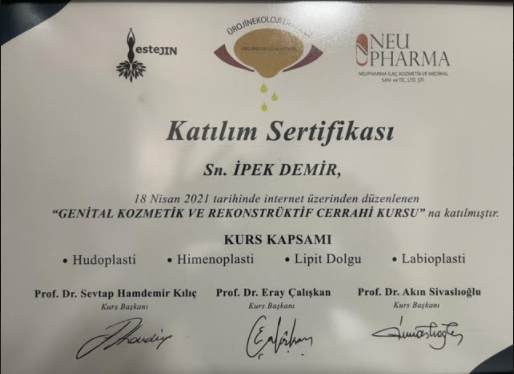 esteJIN
ÜROJİNEKOLOJİ
NEU
PHARMA
NEUPHARMA İLAÇ KOZMETİK VE MEDİKAL
SAN. ve TİC. LTD. ŞTİ.
Katılım Sertifikası
Sn. İPEK DEMİR,
18 Nisan 2021 tarihinde internet üzerinden düzenlenen
“GENİTAL KOZMETİK VE REKONSTRÜKTİF CERRAHİ KURSU” na katılmıştır.
KURS KAPSAMI
• Hudoplasti • Himenoplasti • Lipit Dolgu • Labioplasti
Prof. Dr. Sevtap Hamdemir Kılıç Prof. Dr. Eray Çalışkan Prof. Dr. Akın Sivaslıoğlu
Kurs Başkanı Kurs Başkanı Kurs Başkanı